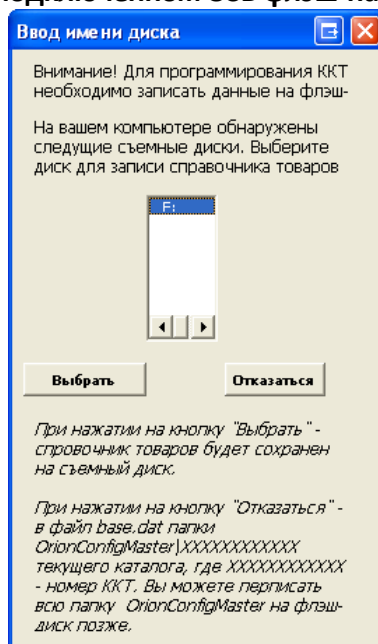 Ввод имени диска
Внимание! Для программирования ККТ
необходимо записать данные на флэш-
На вашем компьютере обнаружены
следущие съемные диски. Выберите
диск для записи справочника товаров
F:
Выбрать
Отказаться
При нажатии на кнопку "Выбрать" -
спровочник товаров будет сохранен
на съемный диск.
При нажатии на кнопку "Отказаться" -
в файл base.dat папки
OrionConfigMaster\XXXXXXXXXXXX
текущего каталога, где XXXXXXXXXXXX
- номер ККТ. Вы можете перписать
всю папку OrionConfigMaster на флэш-
диск позже.